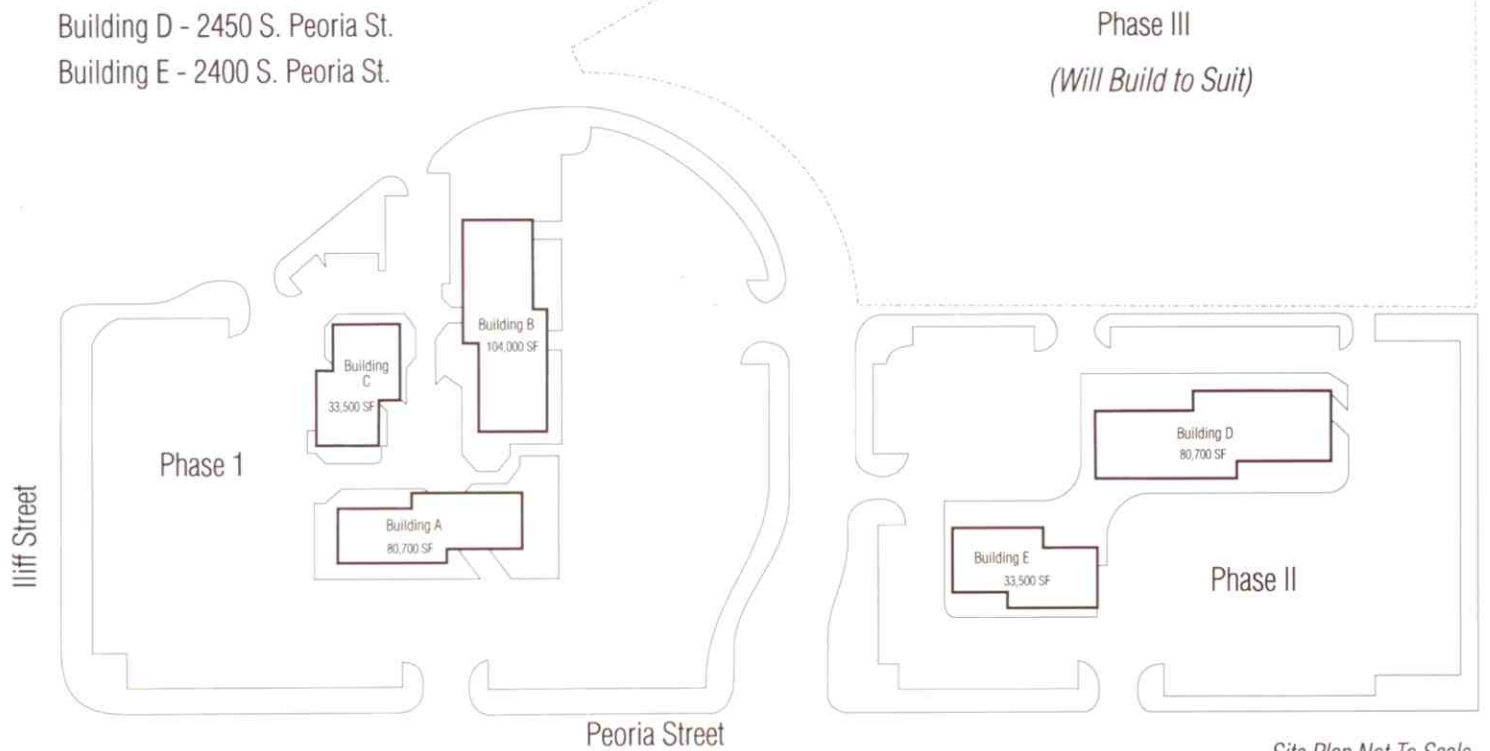 Building D - 2450 S. Peoria St.
Building E - 2400 S. Peoria St.
Phase III
(Will Build to Suit)
Building B
104,000 SF
Building
C
33,500 SF
Phase 1
Building A
80,700 SF
Building D
80,700 SF
Building E
33,500 SF
Phase II
Iliff Street
Peoria Street
Site Plan Not To Scale